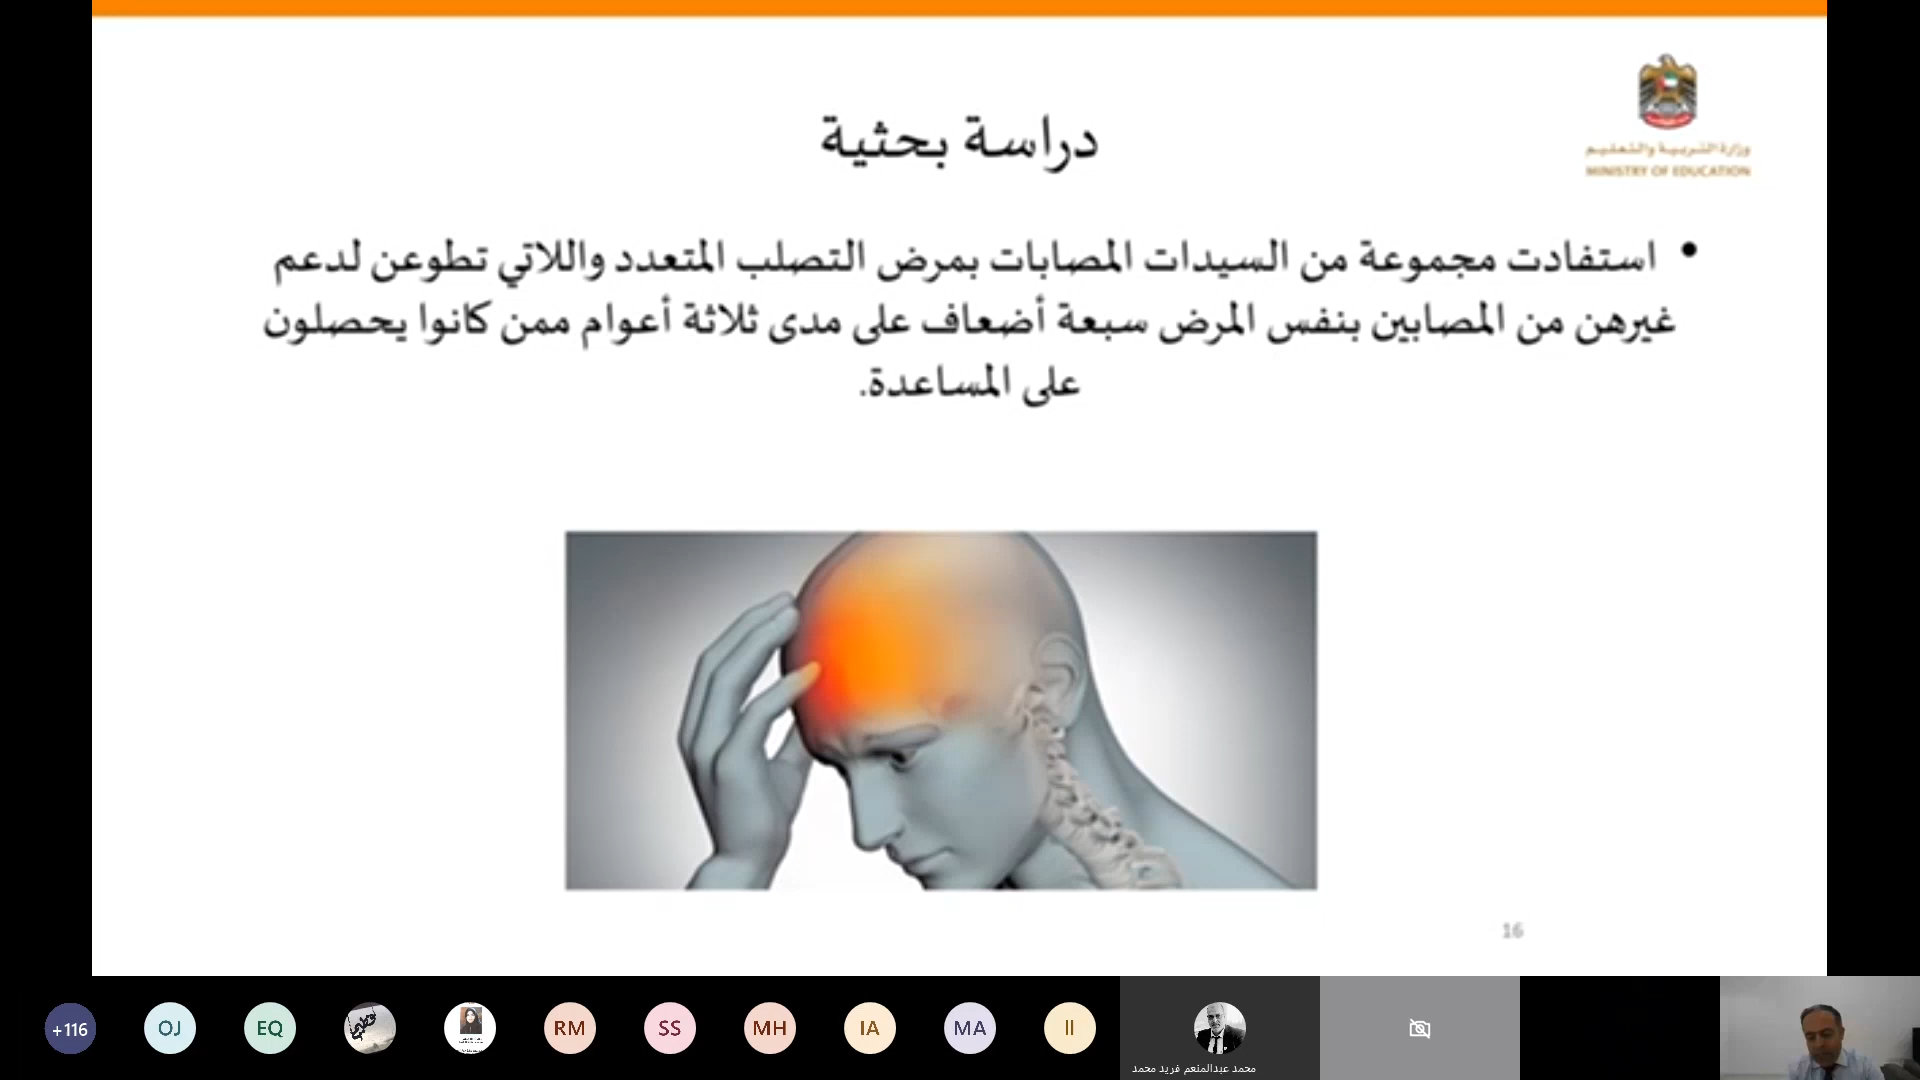 وزارة التربية والتعليم
MINISTRY OF EDUCATION
دراسة بحثية
• استفادت مجموعة من السيدات المصابات بمرض التصلب المتعدد واللاتي تطوعن لدعم
غيرهن من المصابين بنفس المرض سبعة أضعاف على مدى ثلاثة أعوام ممن كانوا يحصلون
على المساعدة.
16
+116
OJ
EQ
RM
SS
MH
IA
MA
II
محمد عبدالمنعم فريد محمد